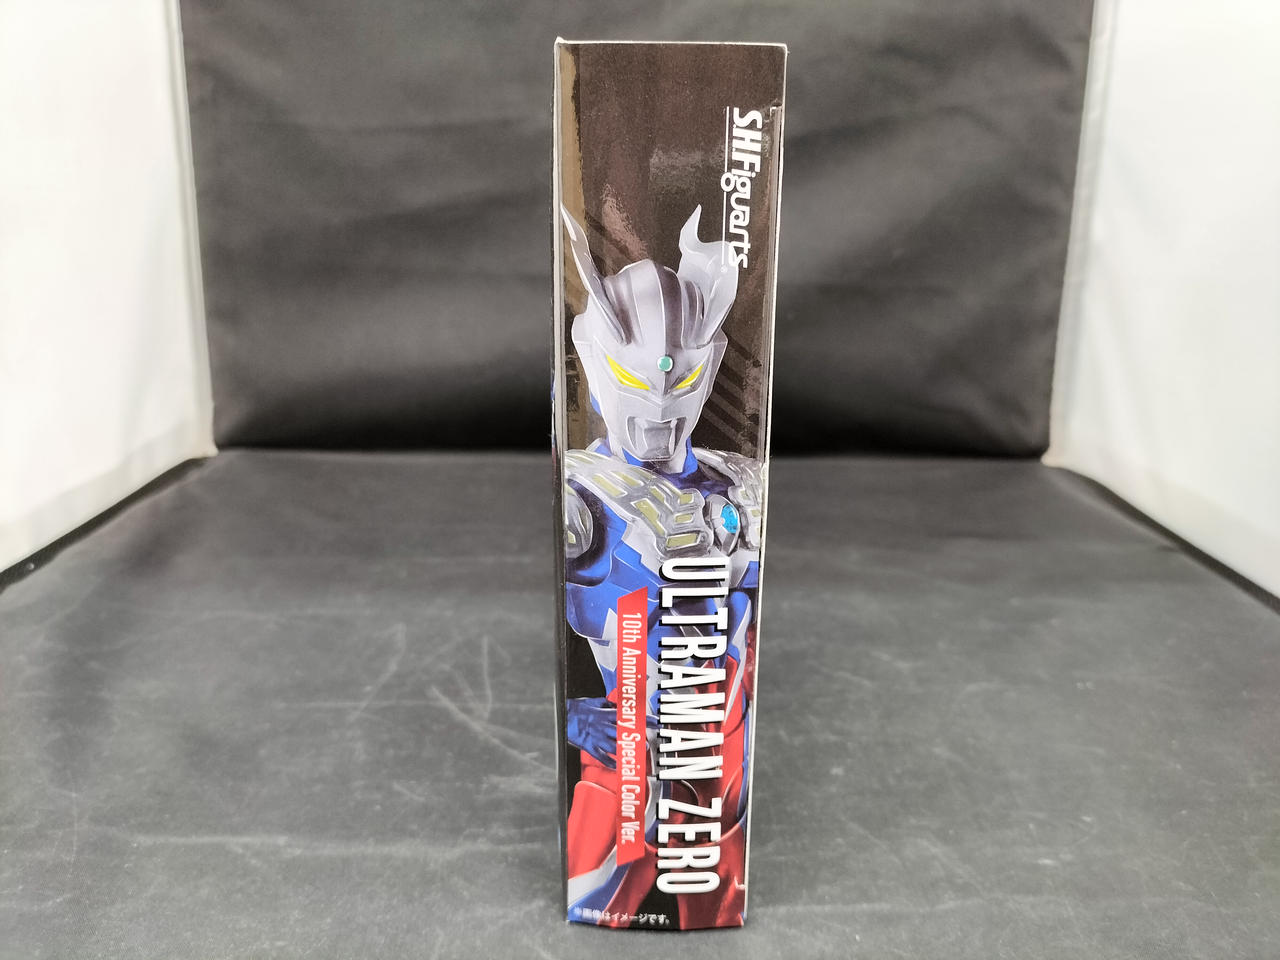 S.H.Figuarts
ULTRAMAN ZERO
10th Anniversary Special Color Ver.
※画像はイメージです。